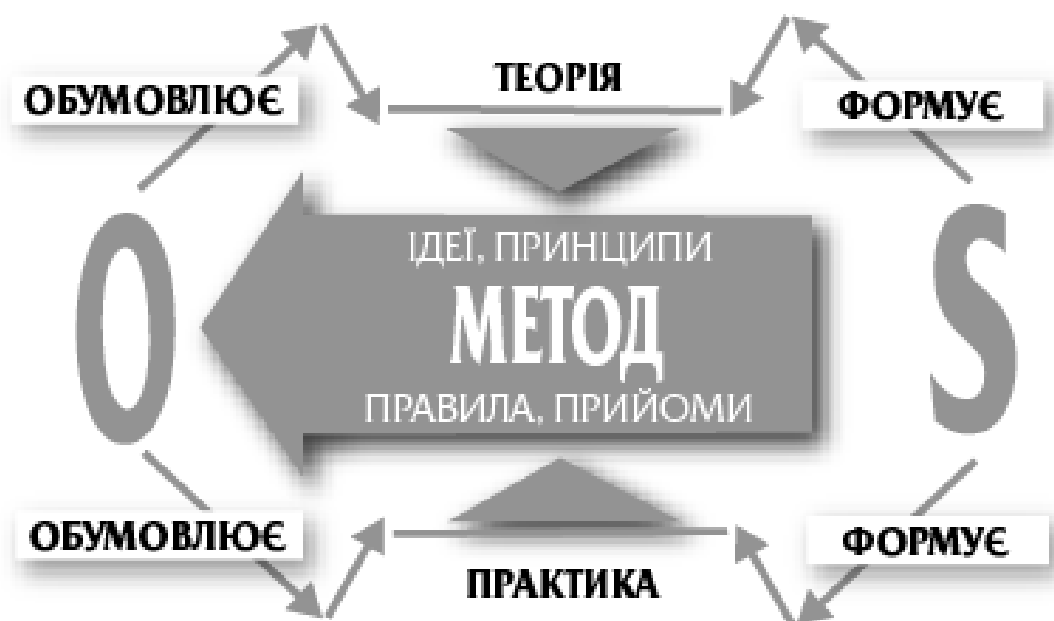 ТЕОРІЯ
ОБУМОВЛЮЄ
ФОРМУЄ
ІДЕЇ, ПРИНЦИПИ
O
МЕТОД
S
ПРАВИЛА, ПРИЙОМИ
ОБУМОВЛЮЄ
ФОРМУЄ
ПРАКТИКА